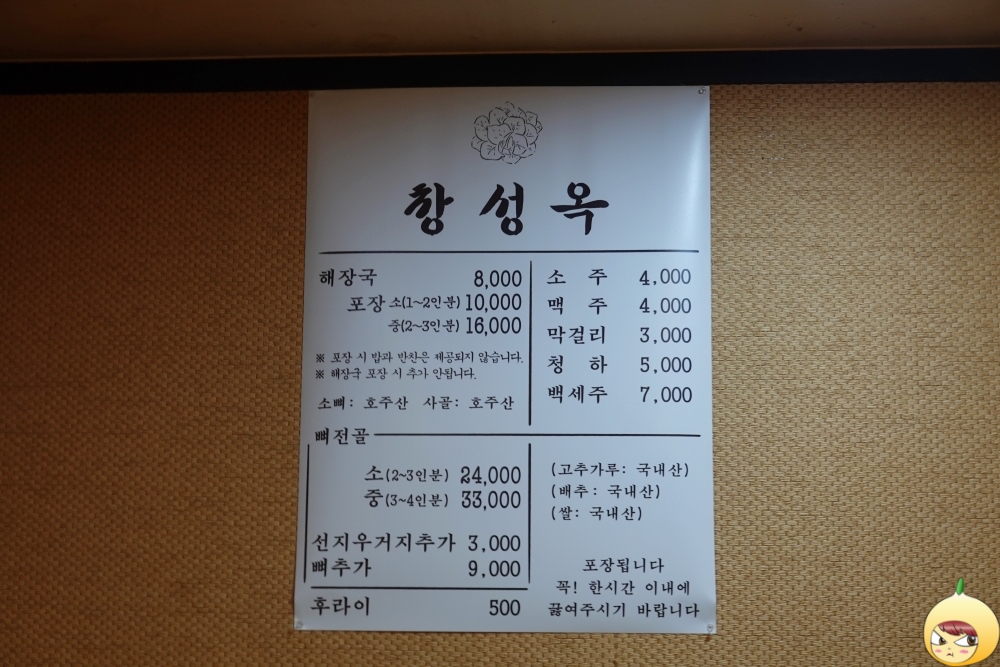 창성옥
해장국 8,000
포장 소(1~2인분) 10,000
중(2~3인분) 16,000
※ 포장 시 밥과 반찬은 제공되지 않습니다.
※ 해장국 포장 시 추가 안됩니다.
소뼈: 호주산 사골: 호주산
소주 4,000
맥주 4,000
막걸리 3,000
청하 5,000
백세주 7,000
뼈전골
소(2~3인분) 24,000
중(3~4인분) 33,000
선지우거지추가 3,000
뼈추가 9,000
후라이 500
(고추가루: 국내산)
(배추: 국내산)
(쌀: 국내산)
포장됩니다
꼭! 한시간 이내에
끓여주시기 바랍니다